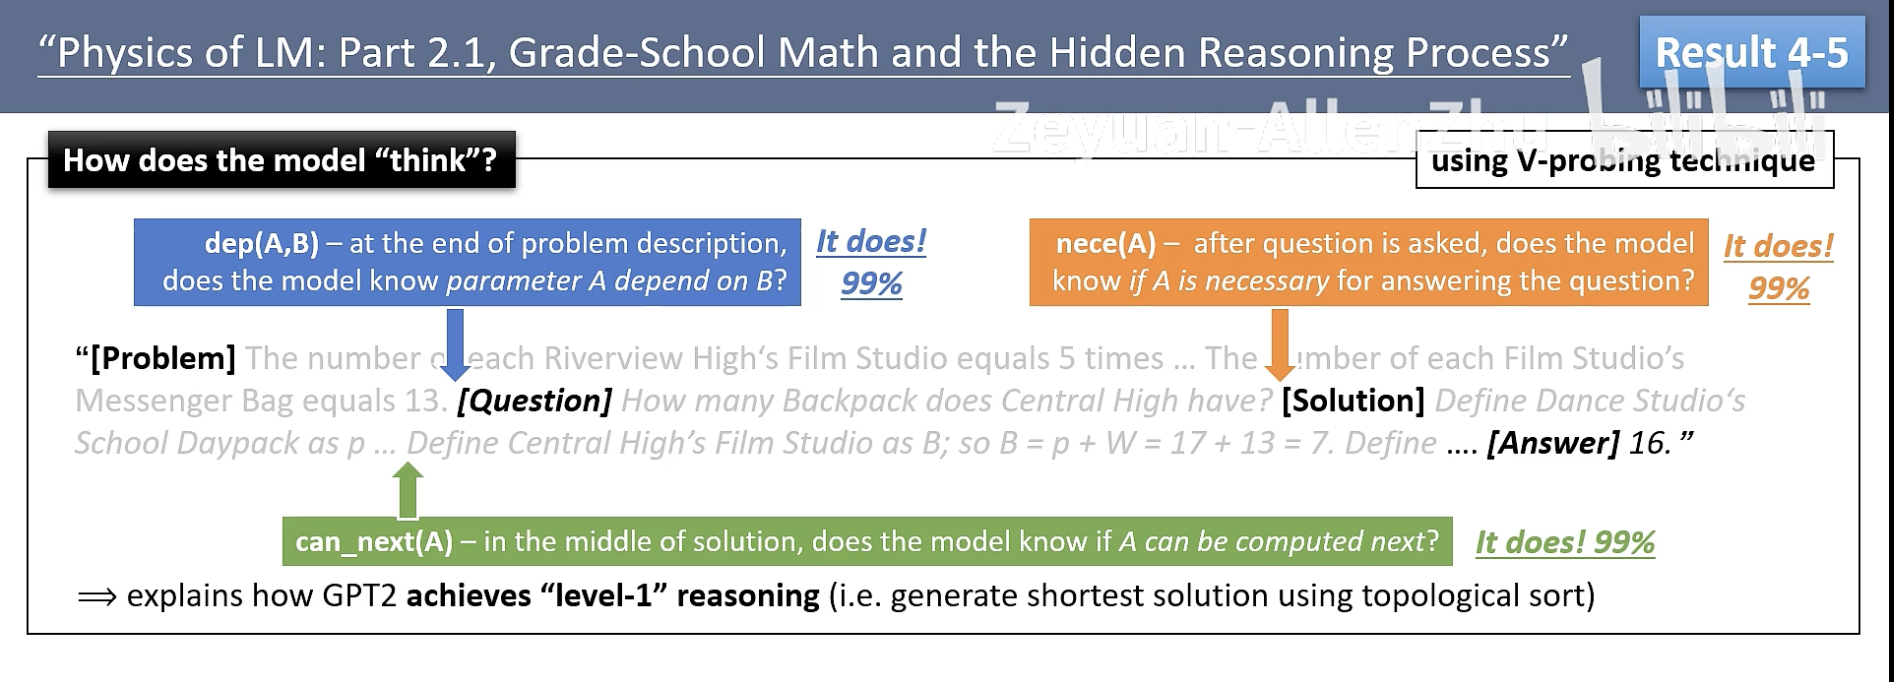 “Physics of LM: Part 2.1, Grade-School Math and the Hidden Reasoning Process”
Result 4-5
Zeyuan-AllenZhu
How does the model “think”?
using V-probing technique
dep(A,B) – at the end of problem description,
does the model know parameter A depend on B?
It does!
99%
nece(A) – after question is asked, does the model
know if A is necessary for answering the question?
It does!
99%
“[Problem] The number each Riverview High‘s Film Studio equals 5 times … The of each Film Studio’s
Messenger Bag equals 13. [Question] How many Backpack does Central High have? [Solution] Define Dance Studio‘s
School Daypack as p … Define Central High’s Film Studio as B; so B = p + W = 17 + 13 = 7. Define …. [Answer] 16.”
can_next(A) – in the middle of solution, does the model know if A can be computed next?
It does! 99%
⟹ explains how GPT2 achieves “level-1” reasoning (i.e. generate shortest solution using topological sort)